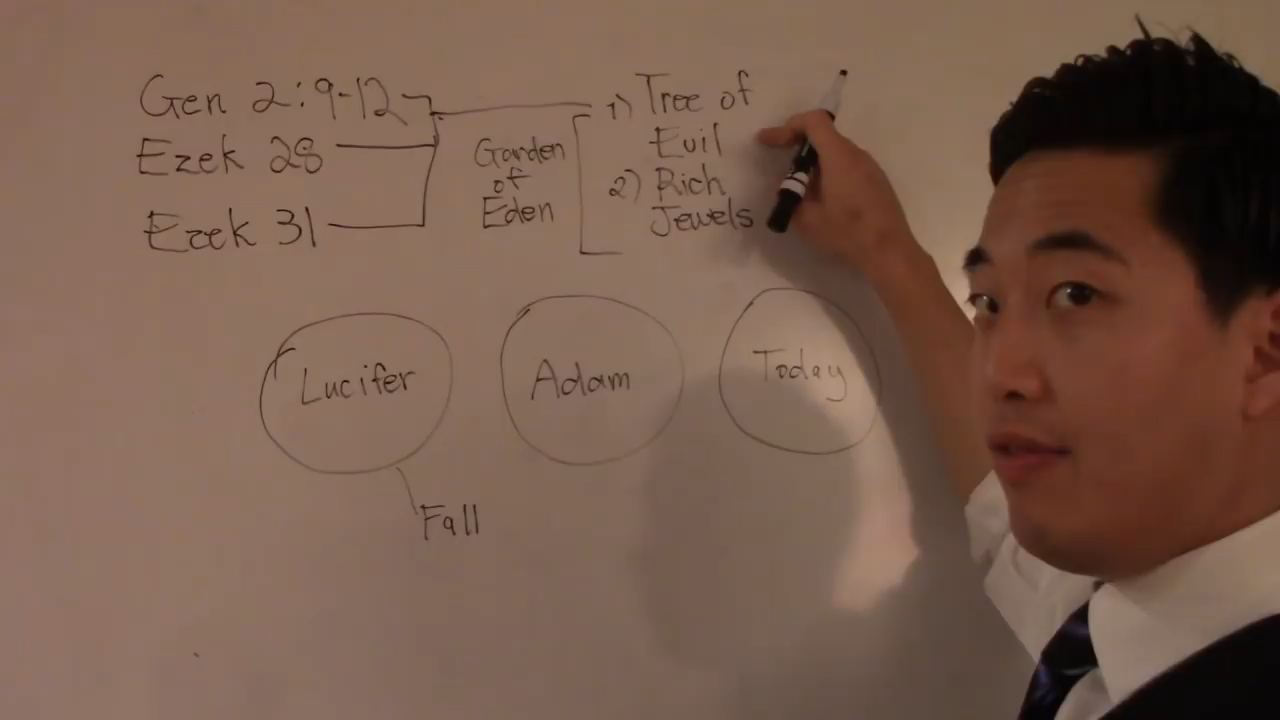 Gen 2:9-12
Ezek 28
Ezek 31
Garden
of
Eden
1) Tree of
Evil
2) Rich
Jewels
Lucifer
Adam
Today
Fall